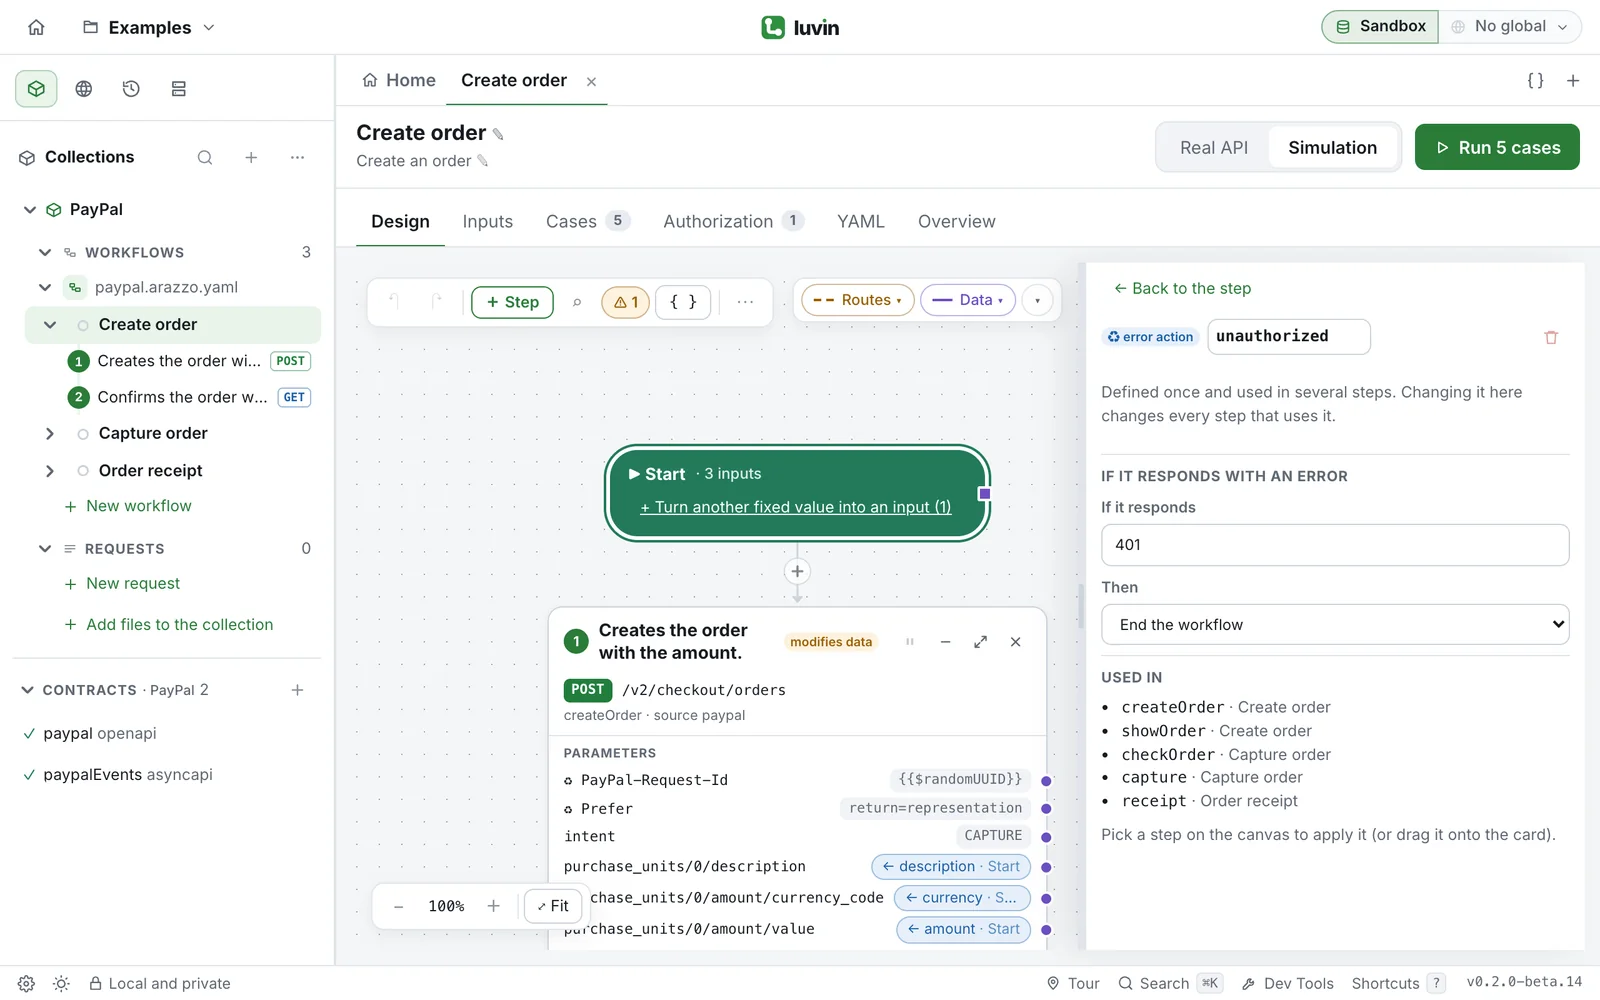 Examples
luvin
Sandbox
No global
Home
Create order
Create order
Create an order
Real API
Simulation
Run 5 cases
Collections
PayPal
WORKFLOWS
3
paypal.arazzo.yaml
Create order
1 Creates the order wi... POST
2 Confirms the order w... GET
Capture order
Order receipt
+ New workflow
REQUESTS
0
+ New request
+ Add files to the collection
CONTRACTS · PayPal 2
paypal openapi
paypalEvents asyncapi
Design
Inputs
Cases 5
Authorization 1
YAML
Overview
+ Step
1
{ }
...
Routes
Data
Start · 3 inputs
+ Turn another fixed value into an input (1)
1
Creates the order
with the amount.
modifies data
POST /v2/checkout/orders
createOrder · source paypal
PARAMETERS
PayPal-Request-Id {{$randomUUID}}
Prefer return=representation
intent CAPTURE
purchase_units/0/description ← description · Start
chase_units/0/amount/currency_code ← currency · S...
purchase_units/0/amount/value ← amount · Start
− 100% +
Fit
← Back to the step
error action
unauthorized
Defined once and used in several steps. Changing it here
changes every step that uses it.
IF IT RESPONDS WITH AN ERROR
If it responds
401
Then
End the workflow
USED IN
• createOrder · Create order
• showOrder · Create order
• checkOrder · Capture order
• capture · Capture order
• receipt · Order receipt
Pick a step on the canvas to apply it (or drag it onto the card).
Local and private
Tour
Search ⌘K
Dev Tools
Shortcuts ?
v0.2.0-beta.14